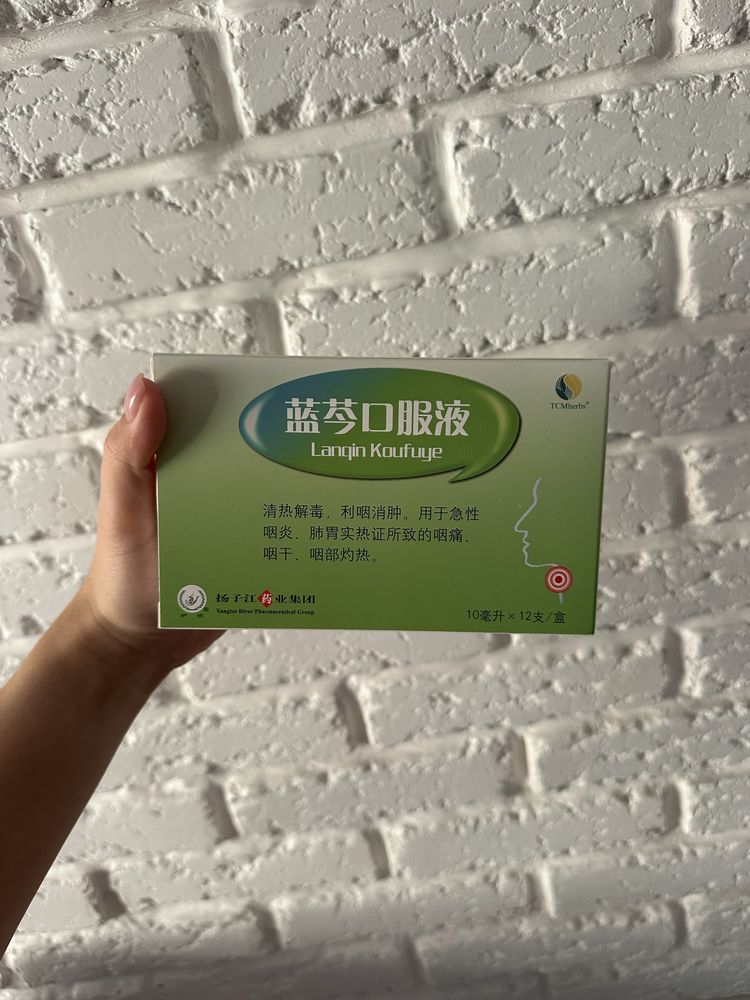 蓝芩口服液
Lanqin Koufuye
TCMherbs®
清热解毒、利咽消肿。用于急性
咽炎、肺胃实热证所致的咽痛、
咽干、咽部灼热。
扬子江药业集团
Yangtze River Pharmaceutical Group
10毫升×12支/盒